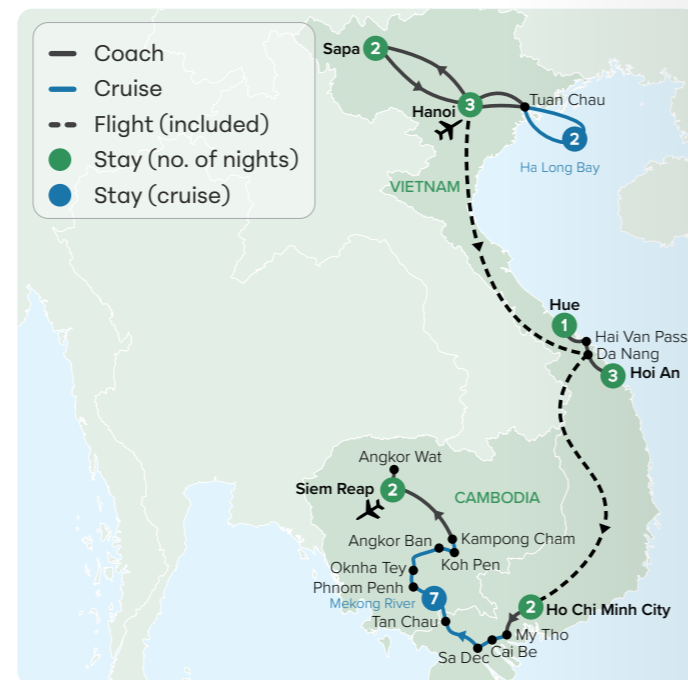 Coach
Cruise
Flight (included)
Stay (no. of nights)
Stay (cruise)
Sapa 2
Hanoi 3
Tuan Chau
2
Ha Long Bay
VIETNAM
Hue
1
Hai Van Pass
Da Nang
3 Hoi An
Angkor Wat
Siem Reap 2
CAMBODIA
Angkor Ban
Kampong Cham
Koh Pen
Oknha Tey
Phnom Penh
Mekong River
7
Tan Chau
2 Ho Chi Minh City
My Tho
Cai Be
Sa Dec